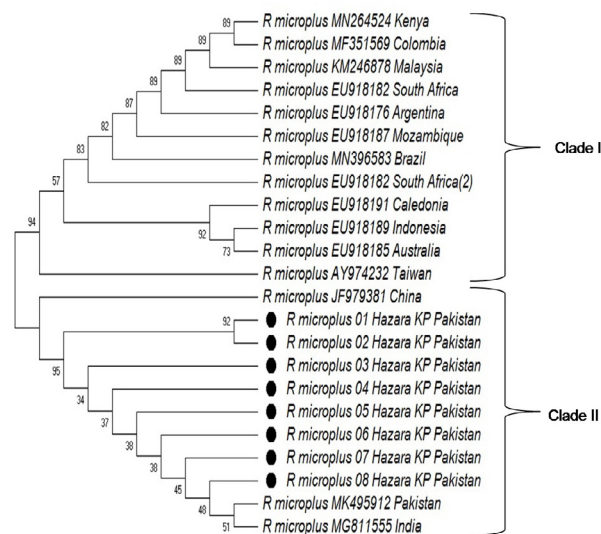 89
R microplus MN264524 Kenya
89
R microplus MF351569 Colombia
89
R microplus KM246878 Malaysia
89
R microplus EU918182 South Africa
87
R microplus EU918176 Argentina
82
R microplus EU918187 Mozambique
83
R microplus MN396583 Brazil
57
R microplus EU918182 South Africa(2)
R microplus EU918191 Caledonia
94
92
R microplus EU918189 Indonesia
73
R microplus EU918185 Australia
R microplus AY974232 Taiwan
Clade I
R microplus JF979381 China
92
R microplus 01 Hazara KP Pakistan
R microplus 02 Hazara KP Pakistan
95
R microplus 03 Hazara KP Pakistan
34
R microplus 04 Hazara KP Pakistan
37
R microplus 05 Hazara KP Pakistan
38
R microplus 06 Hazara KP Pakistan
38
R microplus 07 Hazara KP Pakistan
45
R microplus 08 Hazara KP Pakistan
48
R microplus MK495912 Pakistan
51
R microplus MG811555 India
Clade II